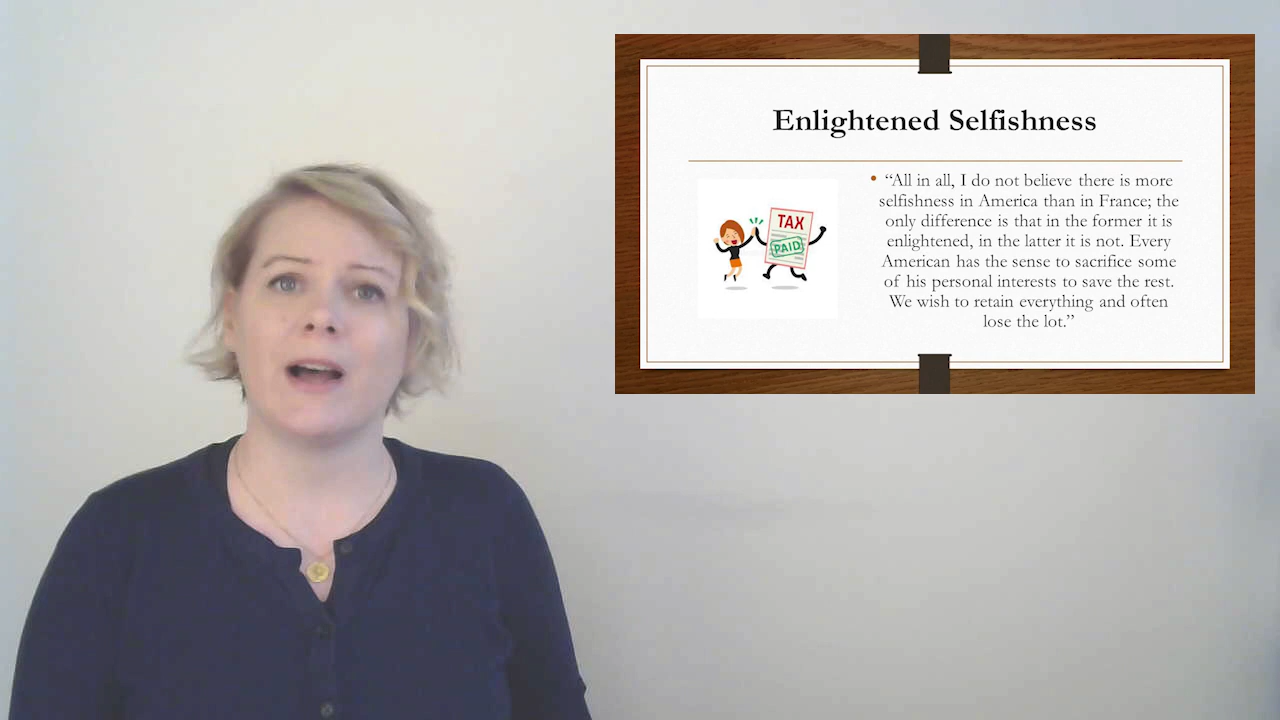 Enlightened Selfishness
TAX
PAID
• “All in all, I do not believe there is more
selfishness in America than in France; the
only difference is that in the former it is
enlightened, in the latter it is not. Every
American has the sense to sacrifice some
of his personal interests to save the rest.
We wish to retain everything and often
lose the lot.”